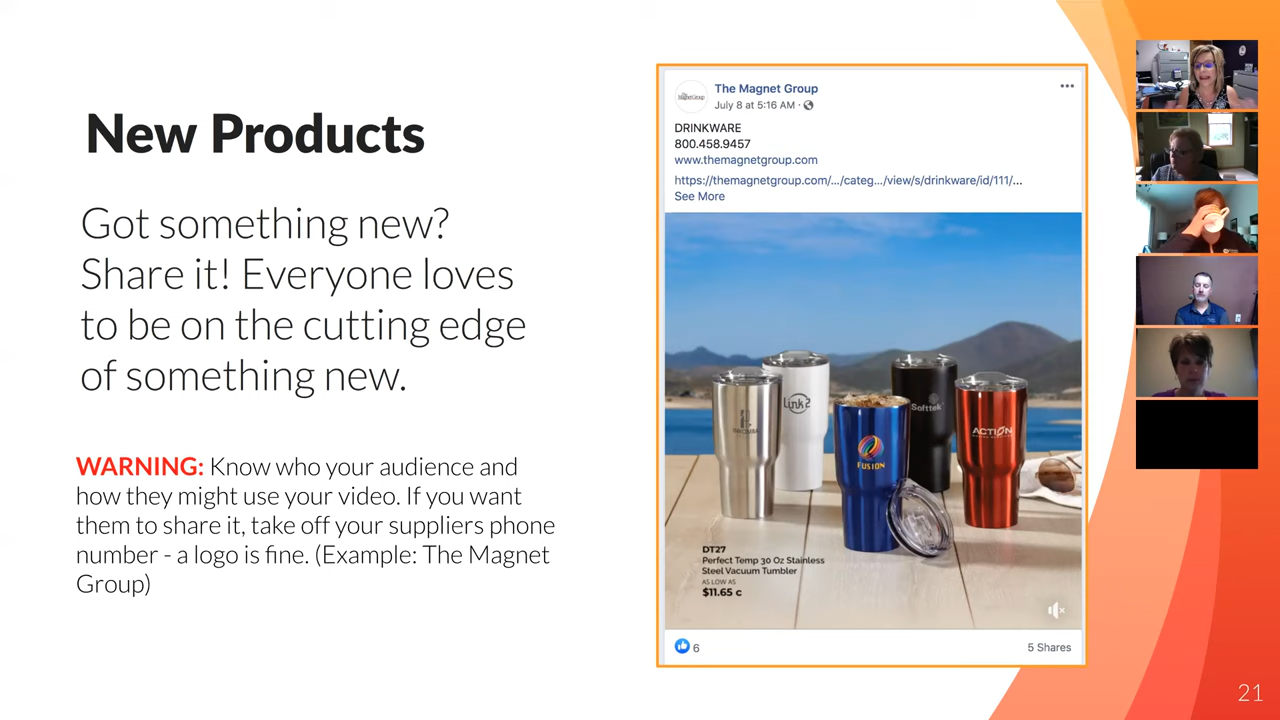 New Products
Got something new?
Share it! Everyone loves
to be on the cutting edge
of something new.
WARNING: Know who your audience and
how they might use your video. If you want
them to share it, take off your suppliers phone
number - a logo is fine. (Example: The Magnet
Group)
The Magnet Group
July 8 at 5:16 AM ·
DRINKWARE
800.458.9457
www.themagnetgroup.com
https://themagnetgroup.com/.../categ.../view/s/drinkware/id/111/...
See More
Link2
Softtek
FUSION
ACTION
DT27
Perfect Temp 30 Oz Stainless
Steel Vacuum Tumbler
AS LOW AS
$11.65 c
6
5 Shares
21